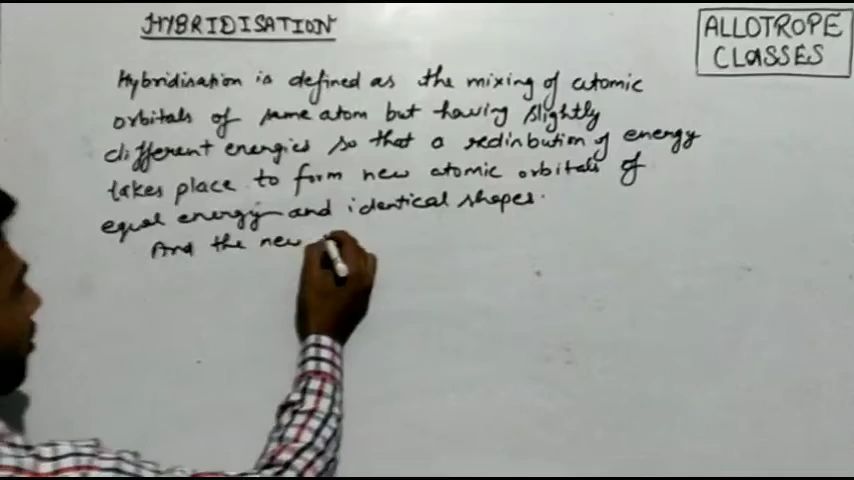 HYBRIDISATION
ALLOTROPE
CLASSES
Hybridisation is defined as the mixing of atomic
orbitals of same atom but having slightly
different energies so that a redinbution of energy
takes place to form new atomic orbitals of
equal energy and identical shapes.
And the new